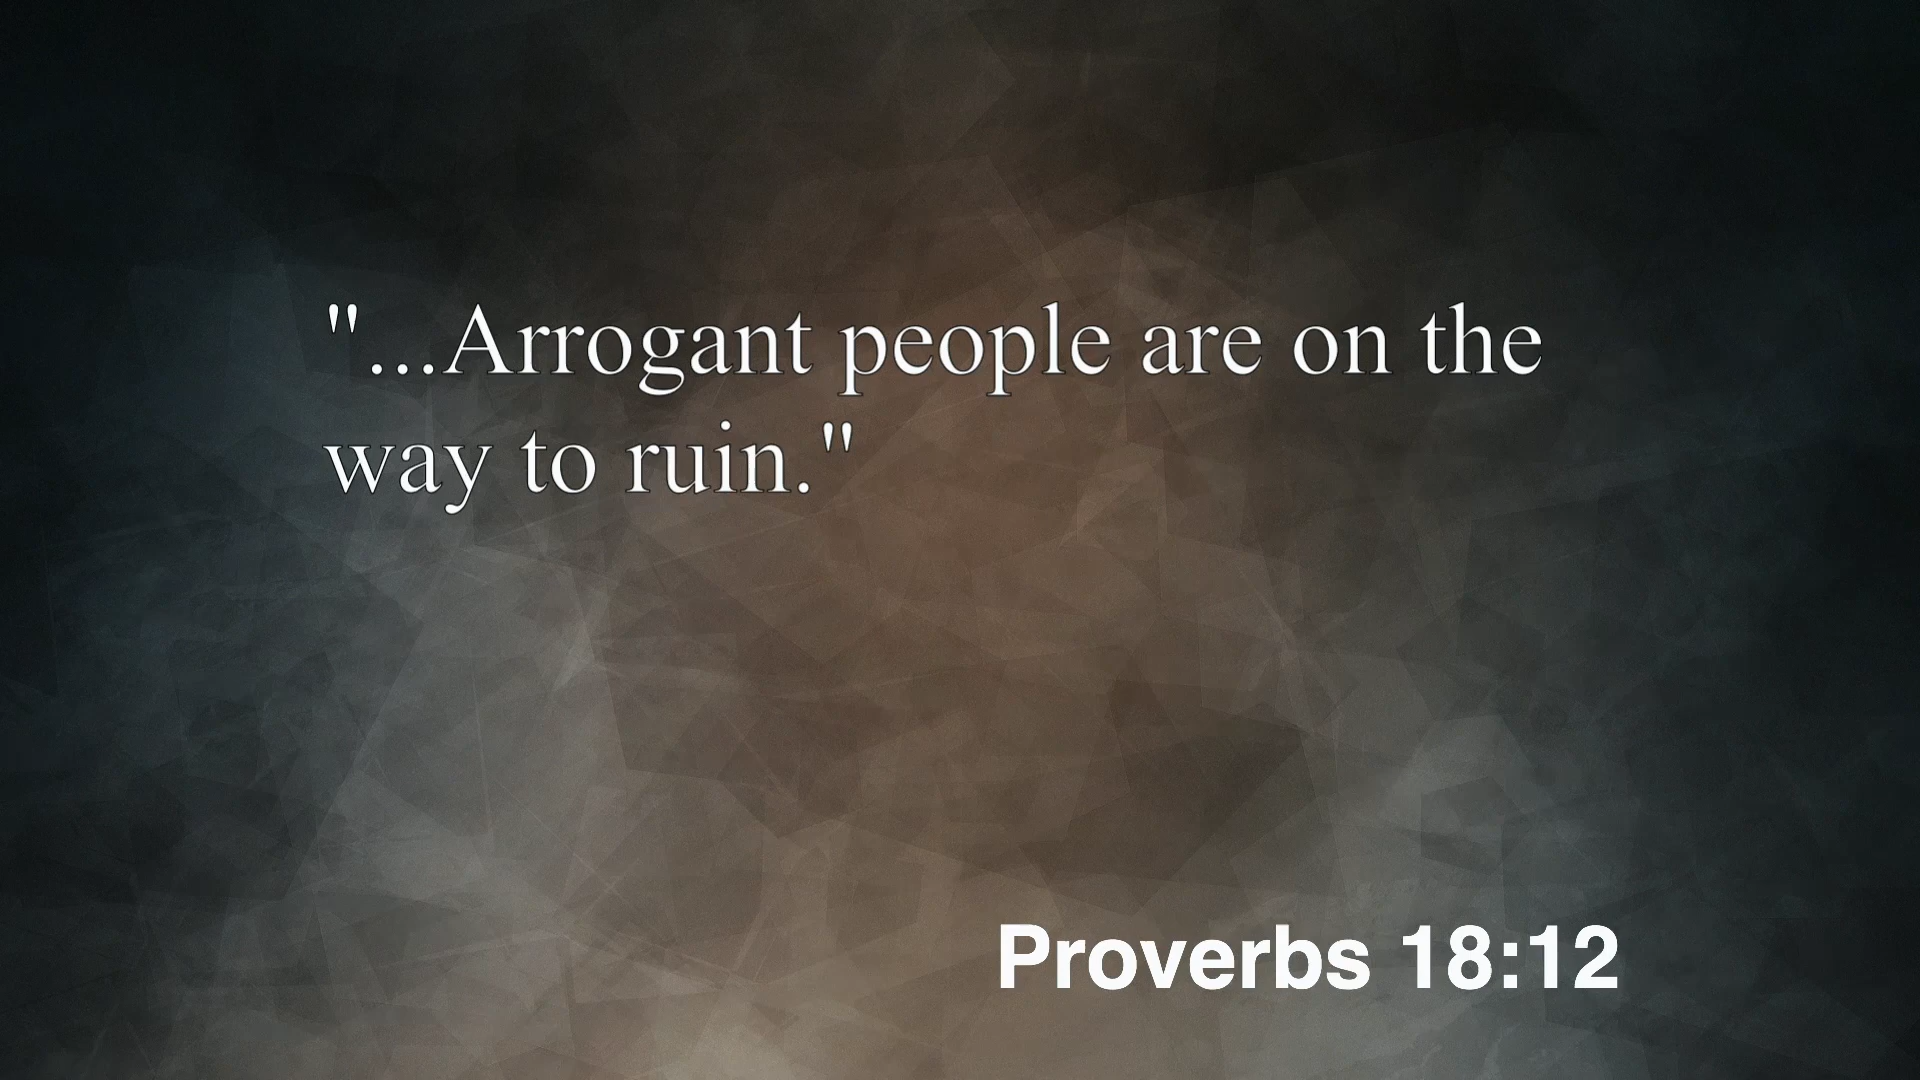 "...Arrogant people are on the
way to ruin."
Proverbs 18:12